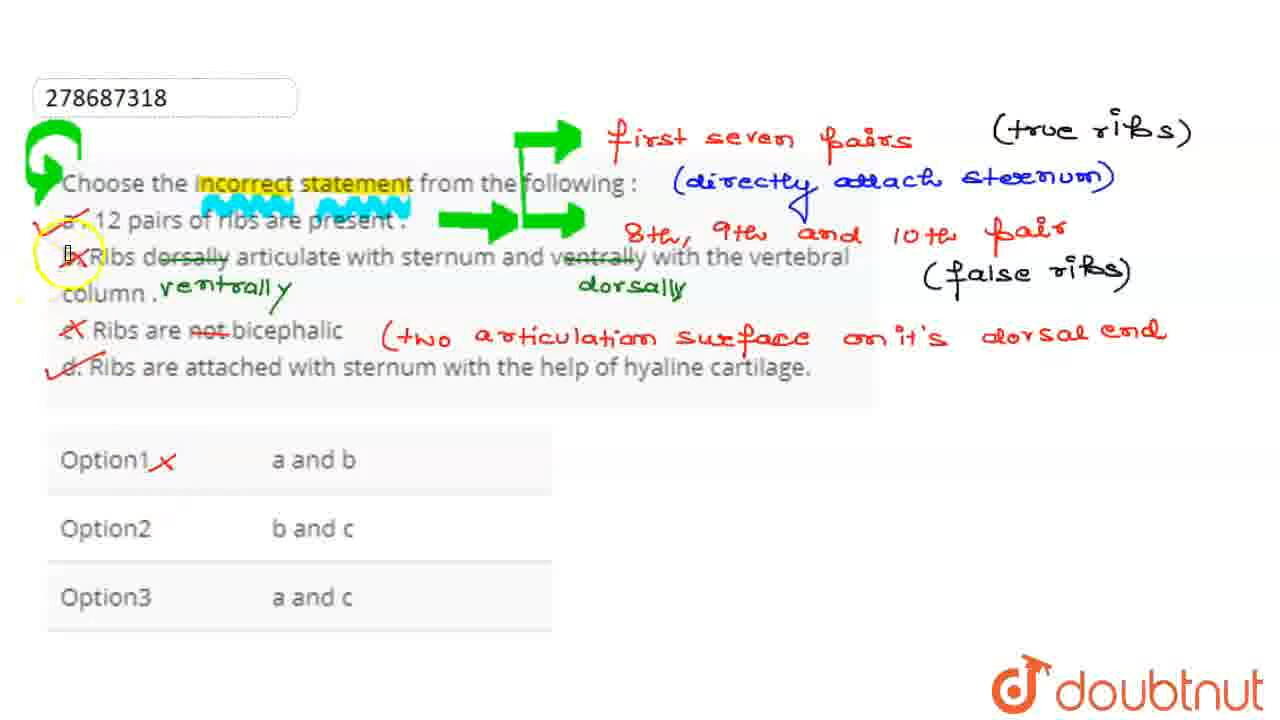 278687318
first seven pairs (true ribs)
Choose the incorrect statement from the following : (directly attach sternum)
a . 12 pairs of ribs are present . 8th, 9th and 10th pair
b. Ribs dorsally articulate with sternum and ventrally with the vertebral (false ribs)
column . ventrally dorsally
c Ribs are not bicephalic (two articulation surface on it's dorsal end
d. Ribs are attached with sternum with the help of hyaline cartilage.
Option1 a and b
Option2 b and c
Option3 a and c
doubtnut